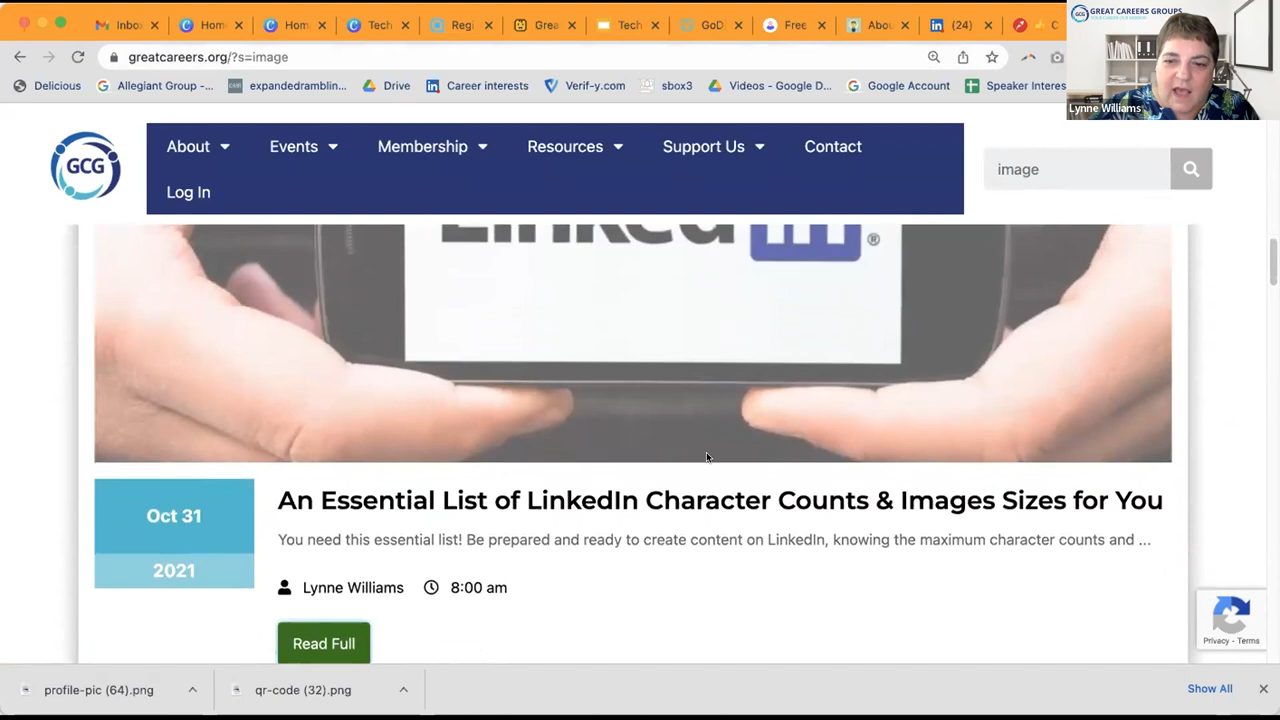 Inbo
Hom
Hom
Tech
Regi
Grea
Tech
GoD
Free
Abou
(24)
C
GREAT CAREERS GROUPS
greatcareers.org/?s=image
Delicious
Allegiant Group -...
expandedramblin...
Drive
Career interests
Verif-y.com
sbox3
Videos - Google D...
Google Account
Speaker Interes
Lynne Williams
GCG
About
Events
Membership
Resources
Support Us
Contact
Log In
image
Linked in ®
Oct 31
2021
An Essential List of LinkedIn Character Counts & Images Sizes for You
You need this essential list! Be prepared and ready to create content on LinkedIn, knowing the maximum character counts and ...
Lynne Williams
8:00 am
Read Full
Privacy - Terms
profile-pic (64).png
qr-code (32).png
Show All